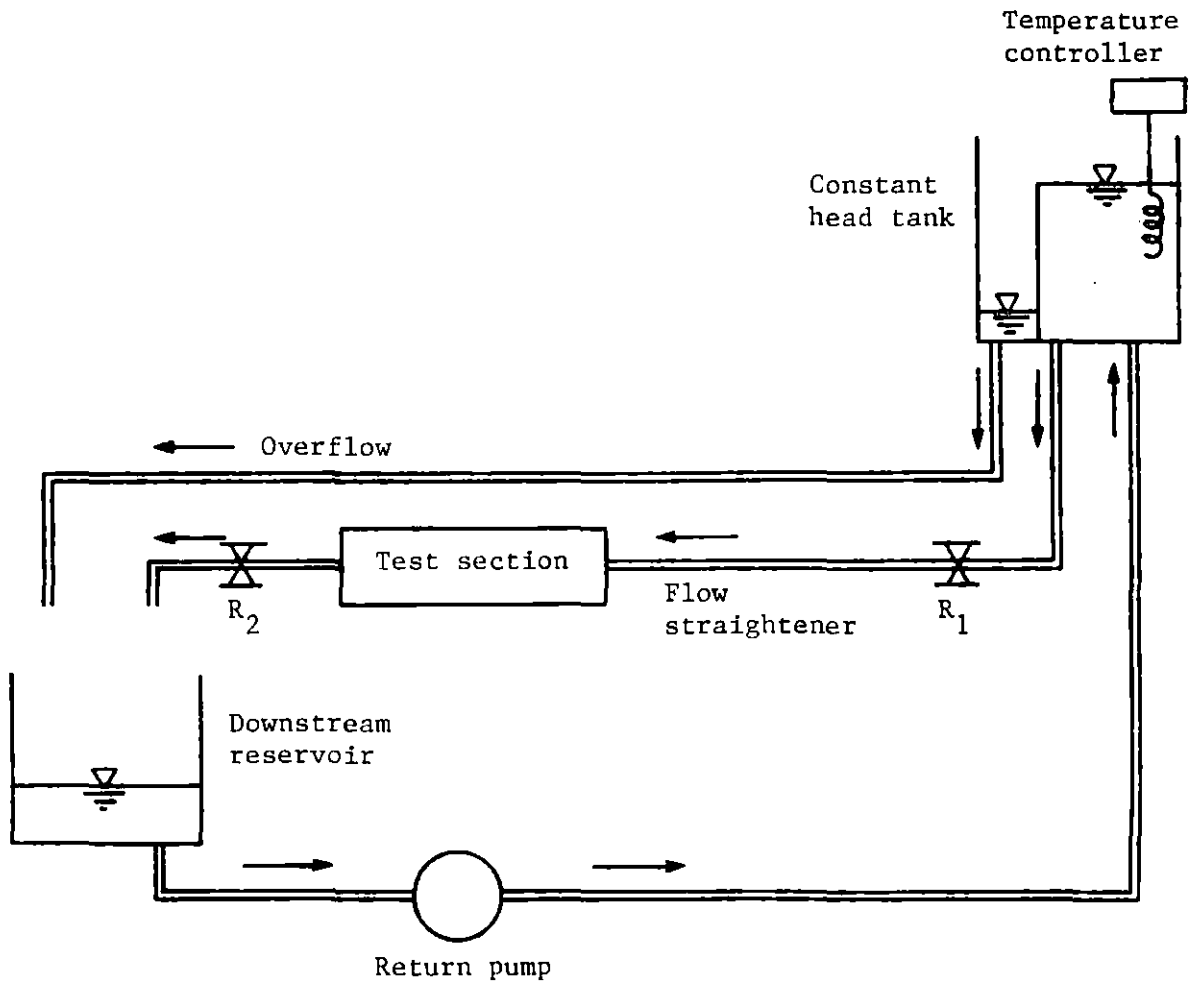 Temperature
controller
Constant
head tank
Overflow
Test section
Flow
straightener
R2
R1
Downstream
reservoir
Return pump